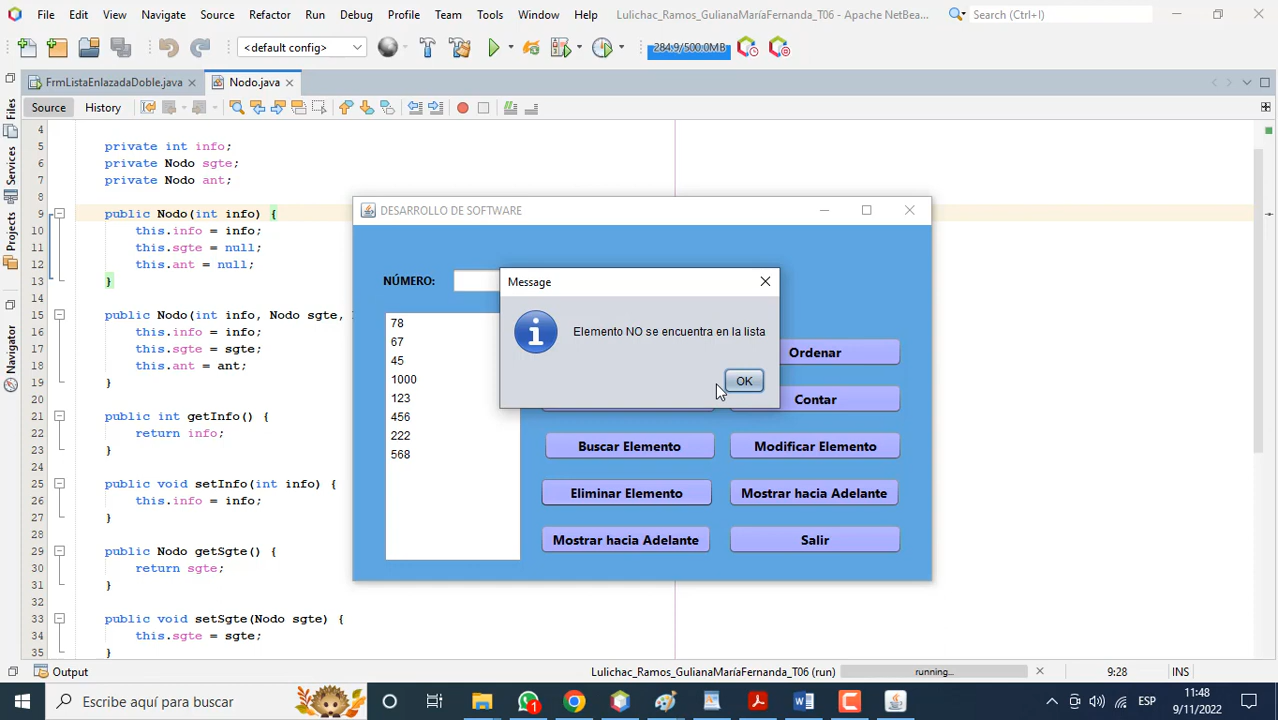 File Edit View Navigate Source Refactor Run Debug Profile Team Tools Window Help Lulichac_Ramos_GulianaMaríaFernanda_T06 - Apache NetBea... Search (Ctrl+I)
<default config> 284.9/500.0MB
FrmListaEnlazadaDoble.java Nodo.java
Source History
Files
Services
Projects
Navigator
4
5 private int info;
6 private Nodo sgte;
7 private Nodo ant;
8
9 public Nodo(int info) {
10 this.info = info;
11 this.sgte = null;
12 this.ant = null;
13 }
14
15 public Nodo(int info, Nodo sgte,
16 this.info = info;
17 this.sgte = sgte;
18 this.ant = ant;
19 }
20
21 public int getInfo() {
22 return info;
23 }
24
25 public void setInfo(int info) {
26 this.info = info;
27 }
28
29 public Nodo getSgte() {
30 return sgte;
31 }
32
33 public void setSgte(Nodo sgte) {
34 this.sgte = sgte;
35 }
DESARROLLO DE SOFTWARE
NÚMERO:
78
67
45
1000
123
456
222
568
Message
Elemento NO se encuentra en la lista
OK
Ordenar
Contar
Buscar Elemento Modificar Elemento
Eliminar Elemento Mostrar hacia Adelante
Mostrar hacia Adelante Salir
Output Lulichac_Ramos_GulianaMaríaFernanda_T06 (run) running... 9:28 INS
Escribe aquí para buscar 1 ESP 11:48
9/11/2022